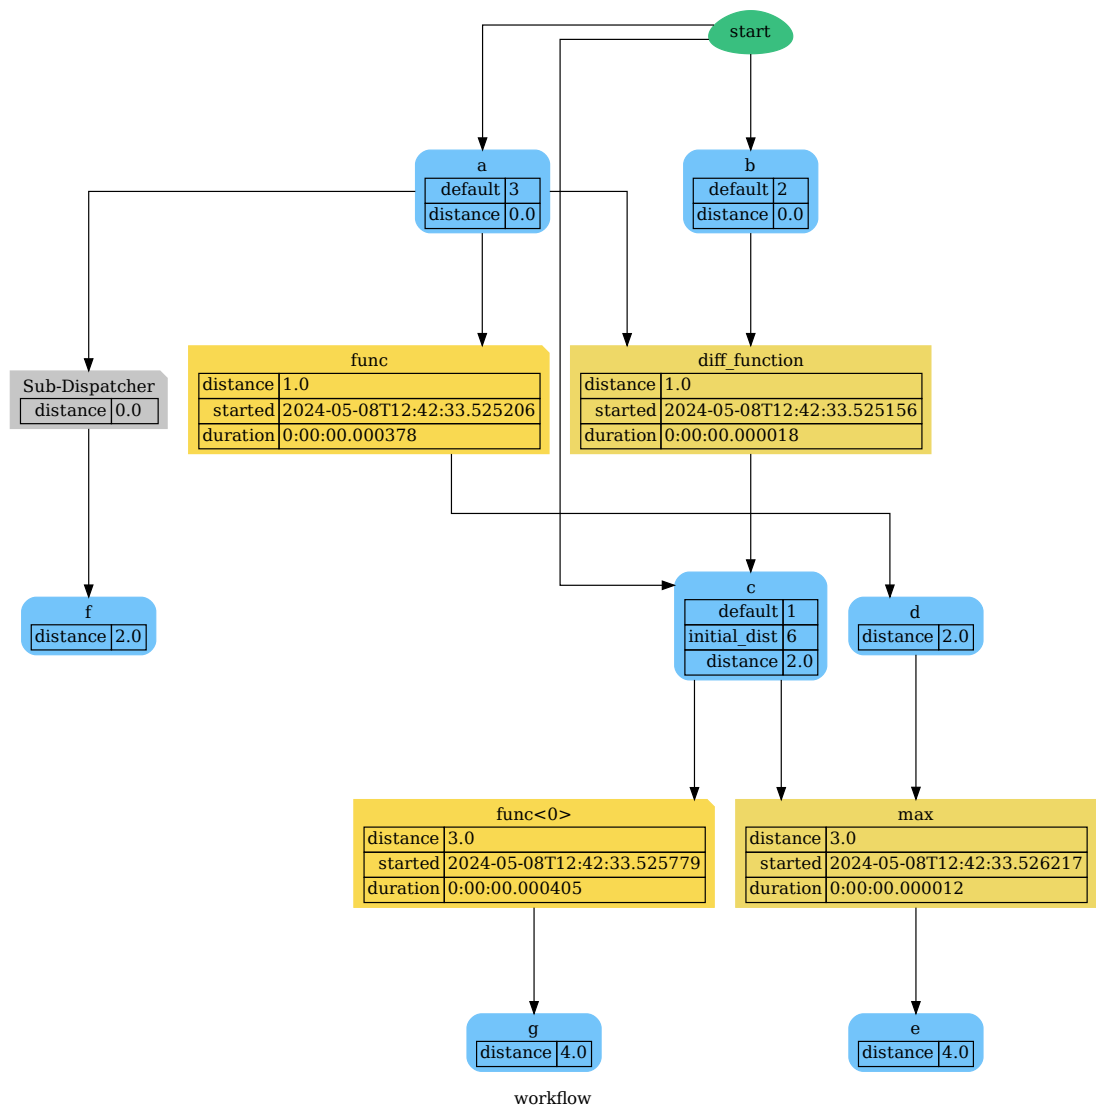 start
a
default 3
distance 0.0
b
default 2
distance 0.0
func
distance 1.0
started 2024-05-08T12:42:33.525206
duration 0:00:00.000378
diff_function
distance 1.0
started 2024-05-08T12:42:33.525156
duration 0:00:00.000018
Sub-Dispatcher
distance 0.0
f
distance 2.0
c
default 1
initial_dist 6
distance 2.0
d
distance 2.0
func<0>
distance 3.0
started 2024-05-08T12:42:33.525779
duration 0:00:00.000405
max
distance 3.0
started 2024-05-08T12:42:33.526217
duration 0:00:00.000012
g
distance 4.0
e
distance 4.0
workflow